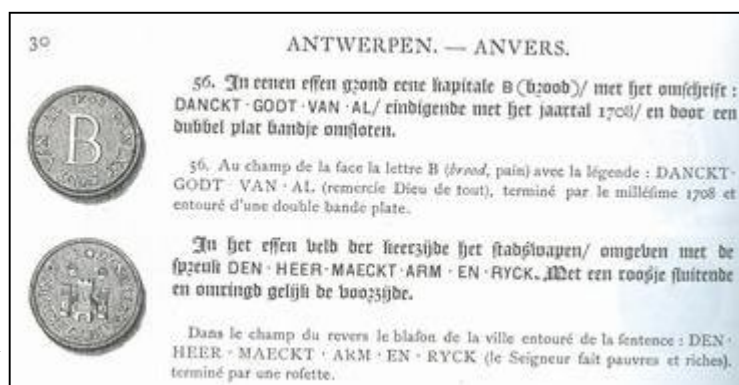 30
ANTWERPEN. — ANVERS.
56. In eenen effen grond eene kapitale B (brood)/ met het omschrift :
DANCKT · GODT · VAN · AL/ eindigende met het jaartal 1708/ en door een
dubbel plat bandje omsloten.
56. Au champ de la face la lettre B (brood, pain) avec la légende : DANCKT·
GODT · VAN · AL (remercie Dieu de tout), terminé par le milléſime 1708 et
entouré d'une double bande plate.
B
In het effen veld der keerzijde het stadswapen/ omgeven met de
spreuk DEN · HEER · MAECKT · ARM · EN · RYCK. Met een roosje sluitende
en omringd gelijk de voorzijde.
Dans le champ du revers le blaſon de la ville entouré de la ſentence : DEN ·
HEER · MAECKT · ARM · EN · RYCK (le Seigneur fait pauvres et riches),
terminé par une roſette.